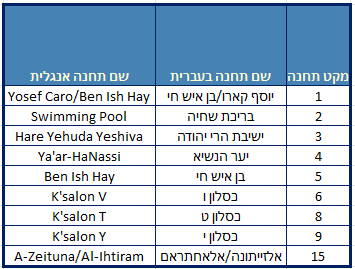 מקט תחנה שם תחנה בעברית שם תחנה אנגלית
1 יוסף קארו/בן איש חי Yosef Caro/Ben Ish Hay
2 בריכת שחיה Swimming Pool
3 ישיבת הרי יהודה Hare Yehuda Yeshiva
4 יער הנשיא Ya'ar-HaNassi
5 בן איש חי Ben Ish Hay
6 כסלון ו K'salon V
8 כסלון ט K'salon T
9 כסלון י K'salon Y
15 אלזייתונה/אלאחתראם A-Zeituna/Al-Ihtiram